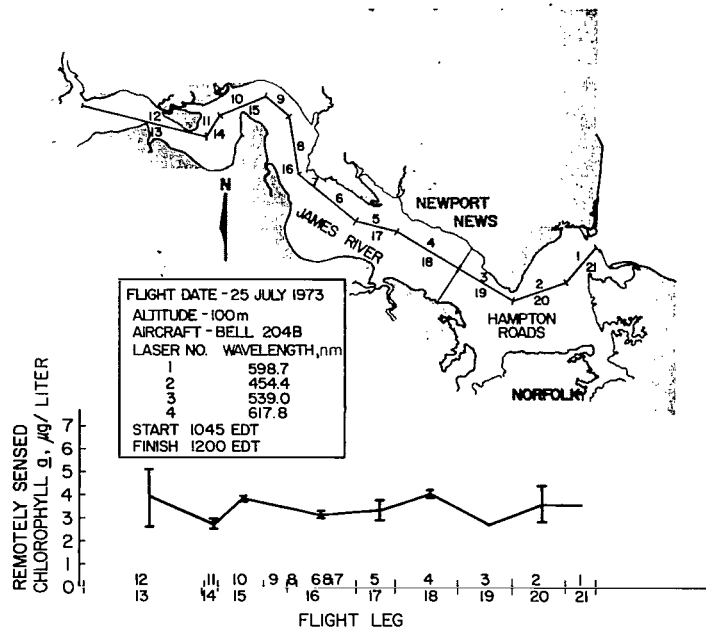 10
9
15
12
11
13
14
8
16
7
6
5
17
4
18
3
19
2
20
1
21
N
JAMES RIVER
NEWPORT
NEWS
HAMPTON
ROADS
NORFOLK
FLIGHT DATE - 25 JULY 1973
ALTITUDE - 100m
AIRCRAFT - BELL 204B
LASER NO. WAVELENGTH, nm
1 598.7
2 454.4
3 539.0
4 617.8
START 1045 EDT
FINISH 1200 EDT
REMOTELY SENSED
CHLOROPHYLL a, μg/ LITER
7
6
5
4
3
2
1
0
12 11 10 9 8 6&7 5 4 3 2 1
13 14 15 16 17 18 19 20 21
FLIGHT LEG